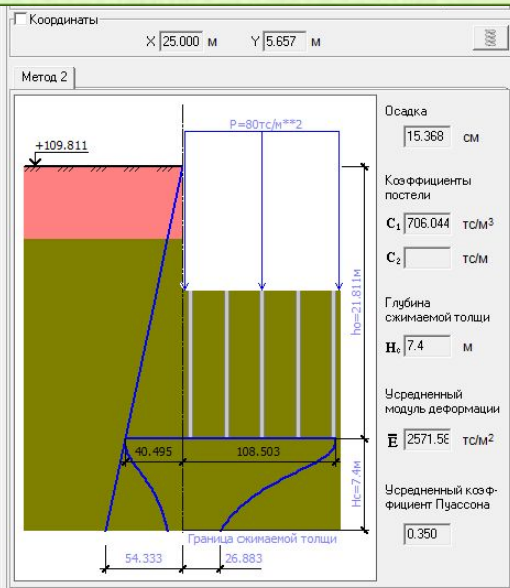 Координаты
X 25.000 м Y 5.657 м
Метод 2
P=80тс/м**2
+109.811
ho=21.811м
40.495
108.503
Hc=7.4м
Граница сжимаемой толщи
54.333
26.883
Осадка
15.368 см
Коэффициенты
постели
C1 706.044 тс/м3
C2 тс/м
Глубина
сжимаемой толщи
Hc 7.4 м
Усредненный
модуль деформации
E 2571.58 тс/м2
Усредненный коэф-
фициент Пуассона
0.350